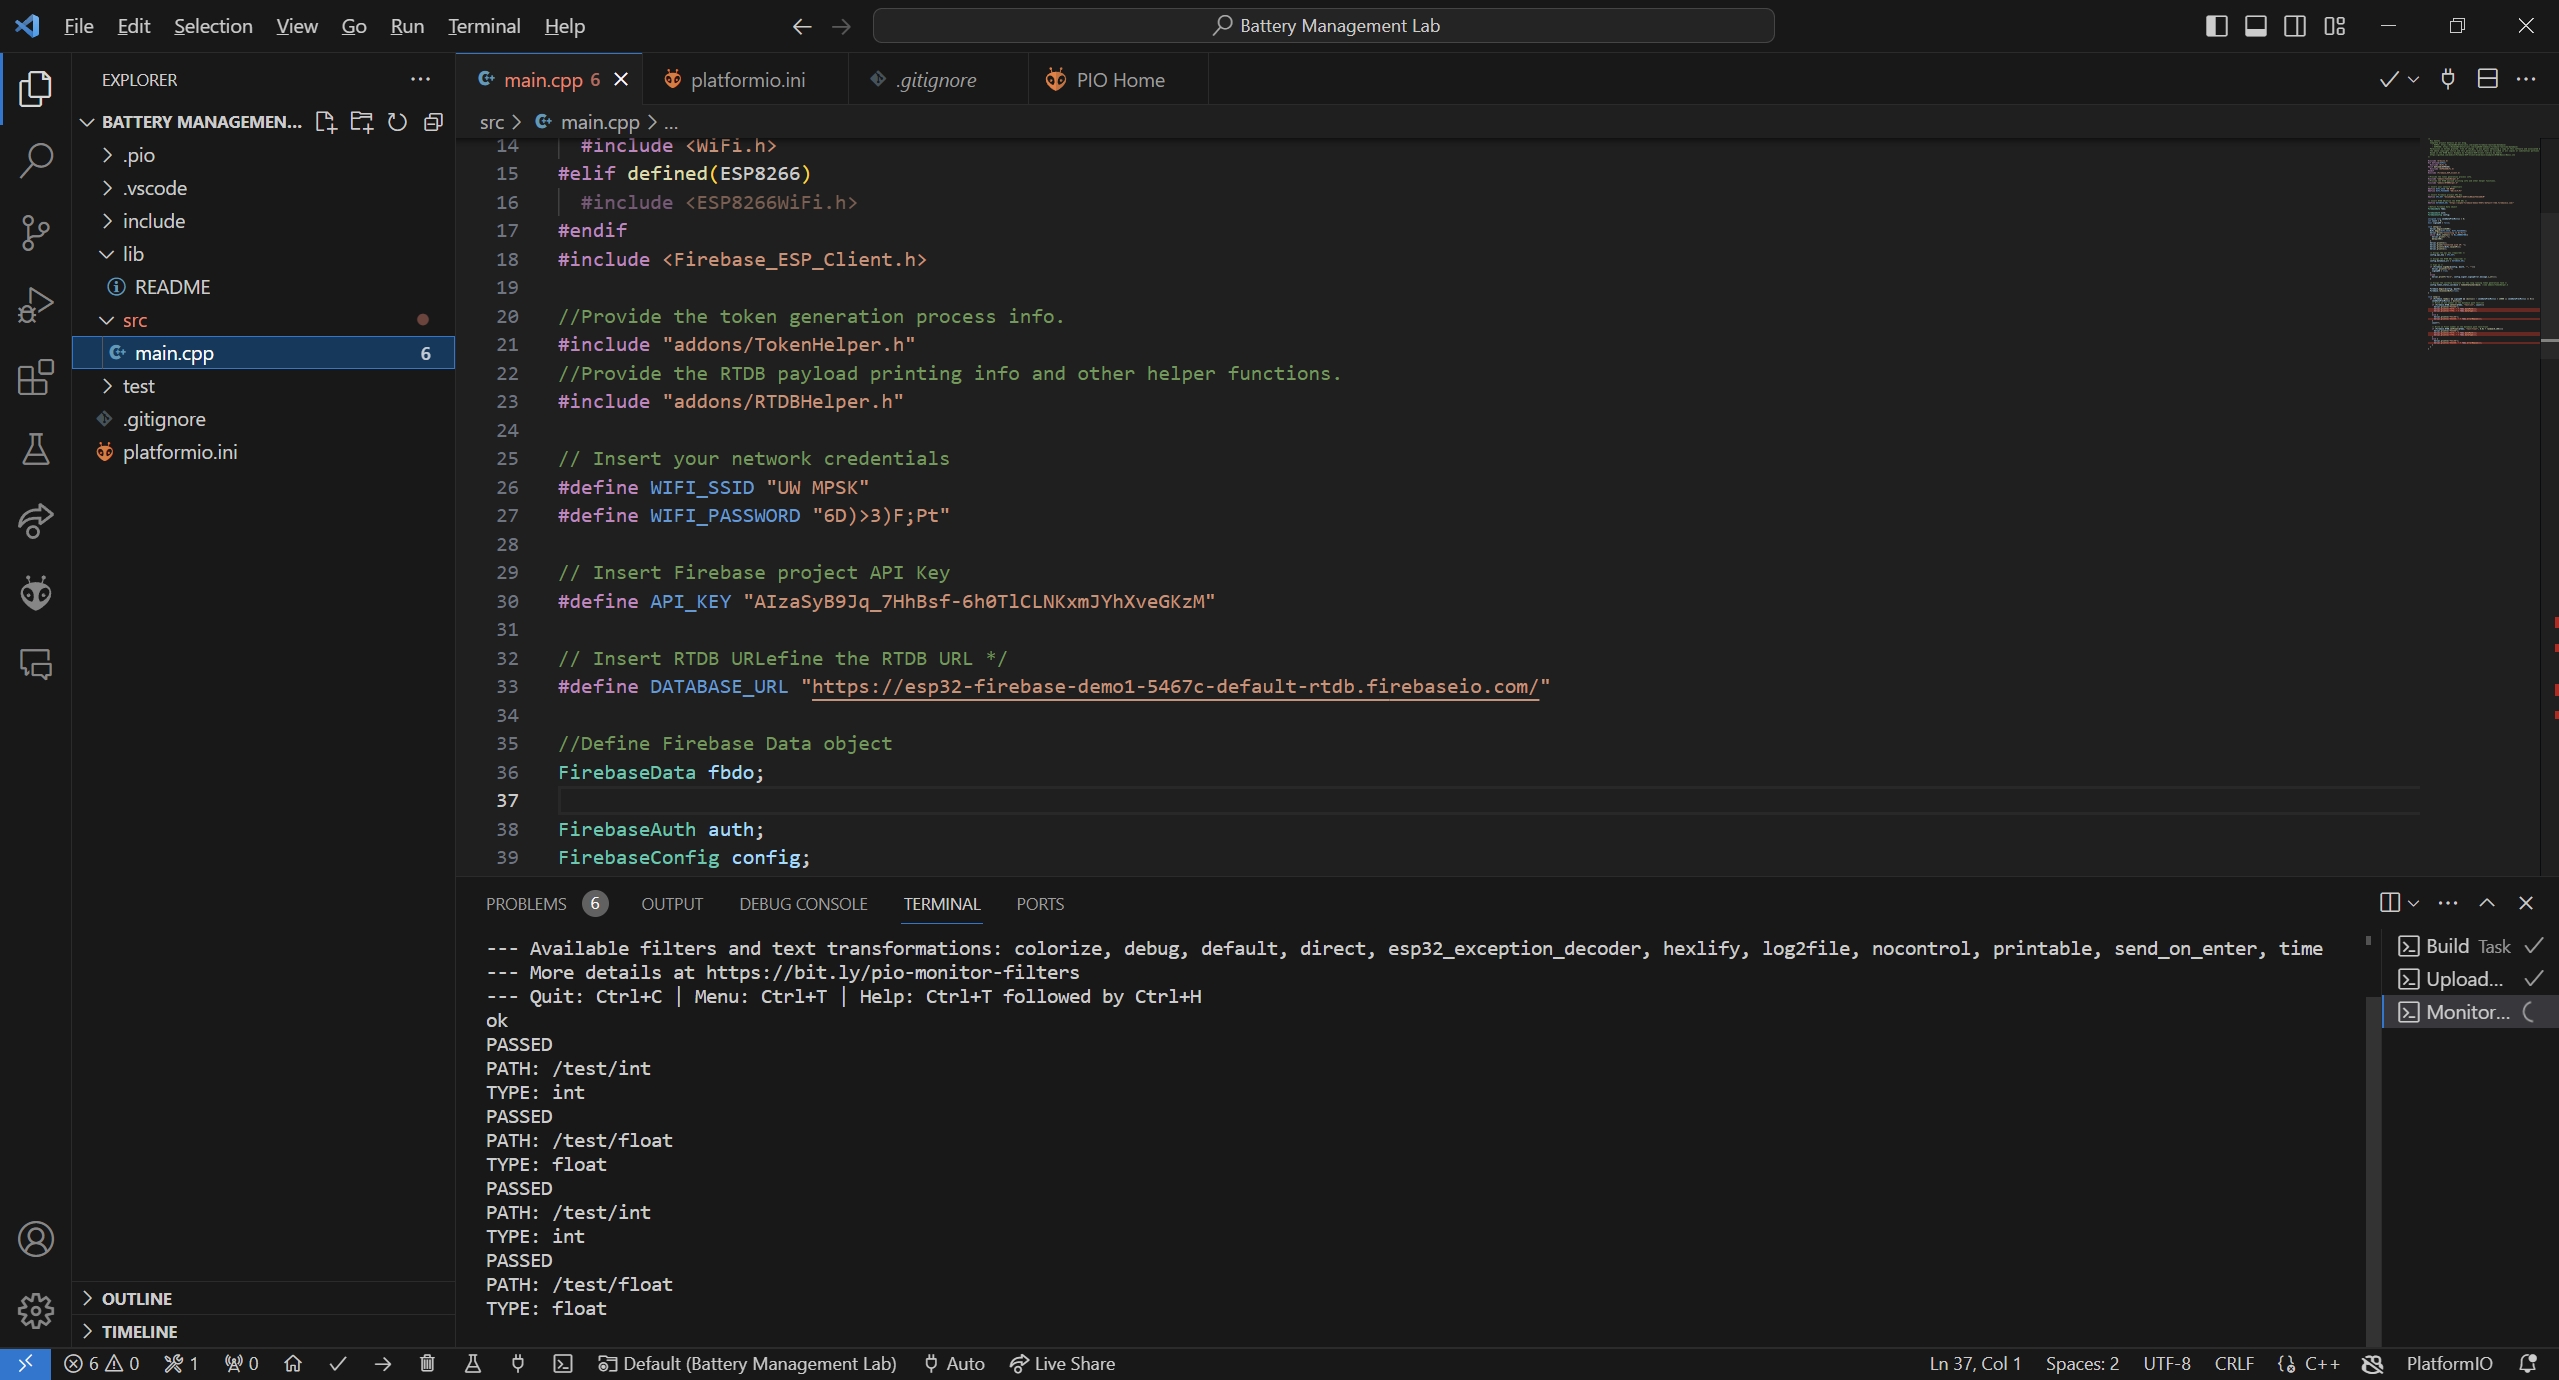 File Edit Selection View Go Run Terminal Help
Battery Management Lab
EXPLORER
BATTERY MANAGEMEN...
.pio
.vscode
include
lib
README
src
main.cpp 6
test
.gitignore
platformio.ini
OUTLINE
TIMELINE
main.cpp 6 platformio.ini .gitignore PIO Home
src > main.cpp > ...
14 #include <WiFi.h>
15 #elif defined(ESP8266)
16 #include <ESP8266WiFi.h>
17 #endif
18 #include <Firebase_ESP_Client.h>
19
20 //Provide the token generation process info.
21 #include "addons/TokenHelper.h"
22 //Provide the RTDB payload printing info and other helper functions.
23 #include "addons/RTDBHelper.h"
24
25 // Insert your network credentials
26 #define WIFI_SSID "UW MPSK"
27 #define WIFI_PASSWORD "6D)>3)F;Pt"
28
29 // Insert Firebase project API Key
30 #define API_KEY "AIzaSyB9Jq_7HhBsf-6h0TlCLNKxmJYhXveGKzM"
31
32 // Insert RTDB URLefine the RTDB URL */
33 #define DATABASE_URL "https://esp32-firebase-demo1-5467c-default-rtdb.firebaseio.com/"
34
35 //Define Firebase Data object
36 FirebaseData fbdo;
37
38 FirebaseAuth auth;
39 FirebaseConfig config;
PROBLEMS 6 OUTPUT DEBUG CONSOLE TERMINAL PORTS
--- Available filters and text transformations: colorize, debug, default, direct, esp32_exception_decoder, hexlify, log2file, nocontrol, printable, send_on_enter, time
--- More details at https://bit.ly/pio-monitor-filters
--- Quit: Ctrl+C | Menu: Ctrl+T | Help: Ctrl+T followed by Ctrl+H
ok
PASSED
PATH: /test/int
TYPE: int
PASSED
PATH: /test/float
TYPE: float
PASSED
PATH: /test/int
TYPE: int
PASSED
PATH: /test/float
TYPE: float
Build Task
Upload...
Monitor...
6 0 1 0 Default (Battery Management Lab) Auto Live Share Ln 37, Col 1 Spaces: 2 UTF-8 CRLF C++ PlatformIO